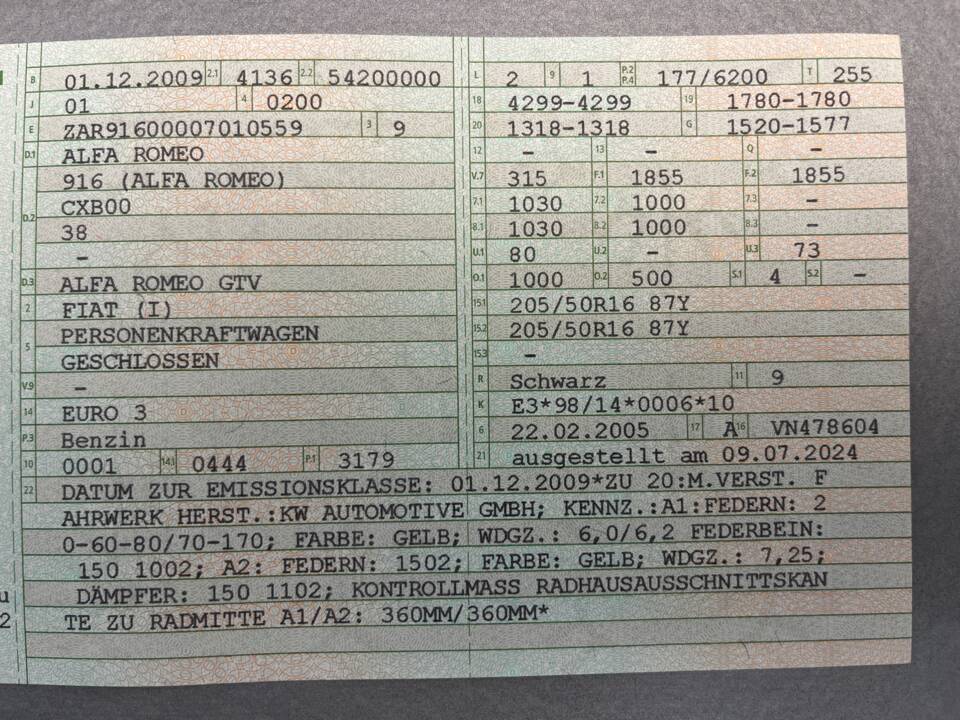 B 01.12.2009 2.1 4136 2.2 54200000
J 01 4 0200
E ZAR91600007010559 3 9
D.1 ALFA ROMEO
916 (ALFA ROMEO)
D.2 CXB00
38
–
D.3 ALFA ROMEO GTV
2 FIAT (I)
5 PERSONENKRAFTWAGEN
GESCHLOSSEN
V.9 –
14 EURO 3
P.3 Benzin
10 0001 14.1 0444 P.1 3179
L 2 9 1 P.2 P.4 177/6200 T 255
18 4299-4299 19 1780-1780
20 1318-1318 G 1520-1577
12 – 13 – Q –
V.7 315 F.1 1855 F.2 1855
7.1 1030 7.2 1000 7.3 –
8.1 1030 8.2 1000 8.3 –
U.1 80 U.2 – U.3 73
O.1 1000 O.2 500 S.1 4 S.2 –
15.1 205/50R16 87Y
15.2 205/50R16 87Y
15.3 –
R Schwarz 11 9
K E3*98/14*0006*10
6 22.02.2005 17 A 16 VN478604
21 ausgestellt am 09.07.2024
22 DATUM ZUR EMISSIONSKLASSE: 01.12.2009*ZU 20:M.VERST. F
AHRWERK HERST.:KW AUTOMOTIVE GMBH; KENNZ.:A1:FEDERN: 2
0-60-80/70-170; FARBE: GELB; WDGZ.: 6,0/6,2 FEDERBEIN:
150 1002; A2: FEDERN: 1502; FARBE: GELB; WDGZ.: 7,25;
DÄMPFER: 150 1102; KONTROLLMASS RADHAUSAUSSCHNITTSKAN
TE ZU RADMITTE A1/A2: 360MM/360MM*
u
2